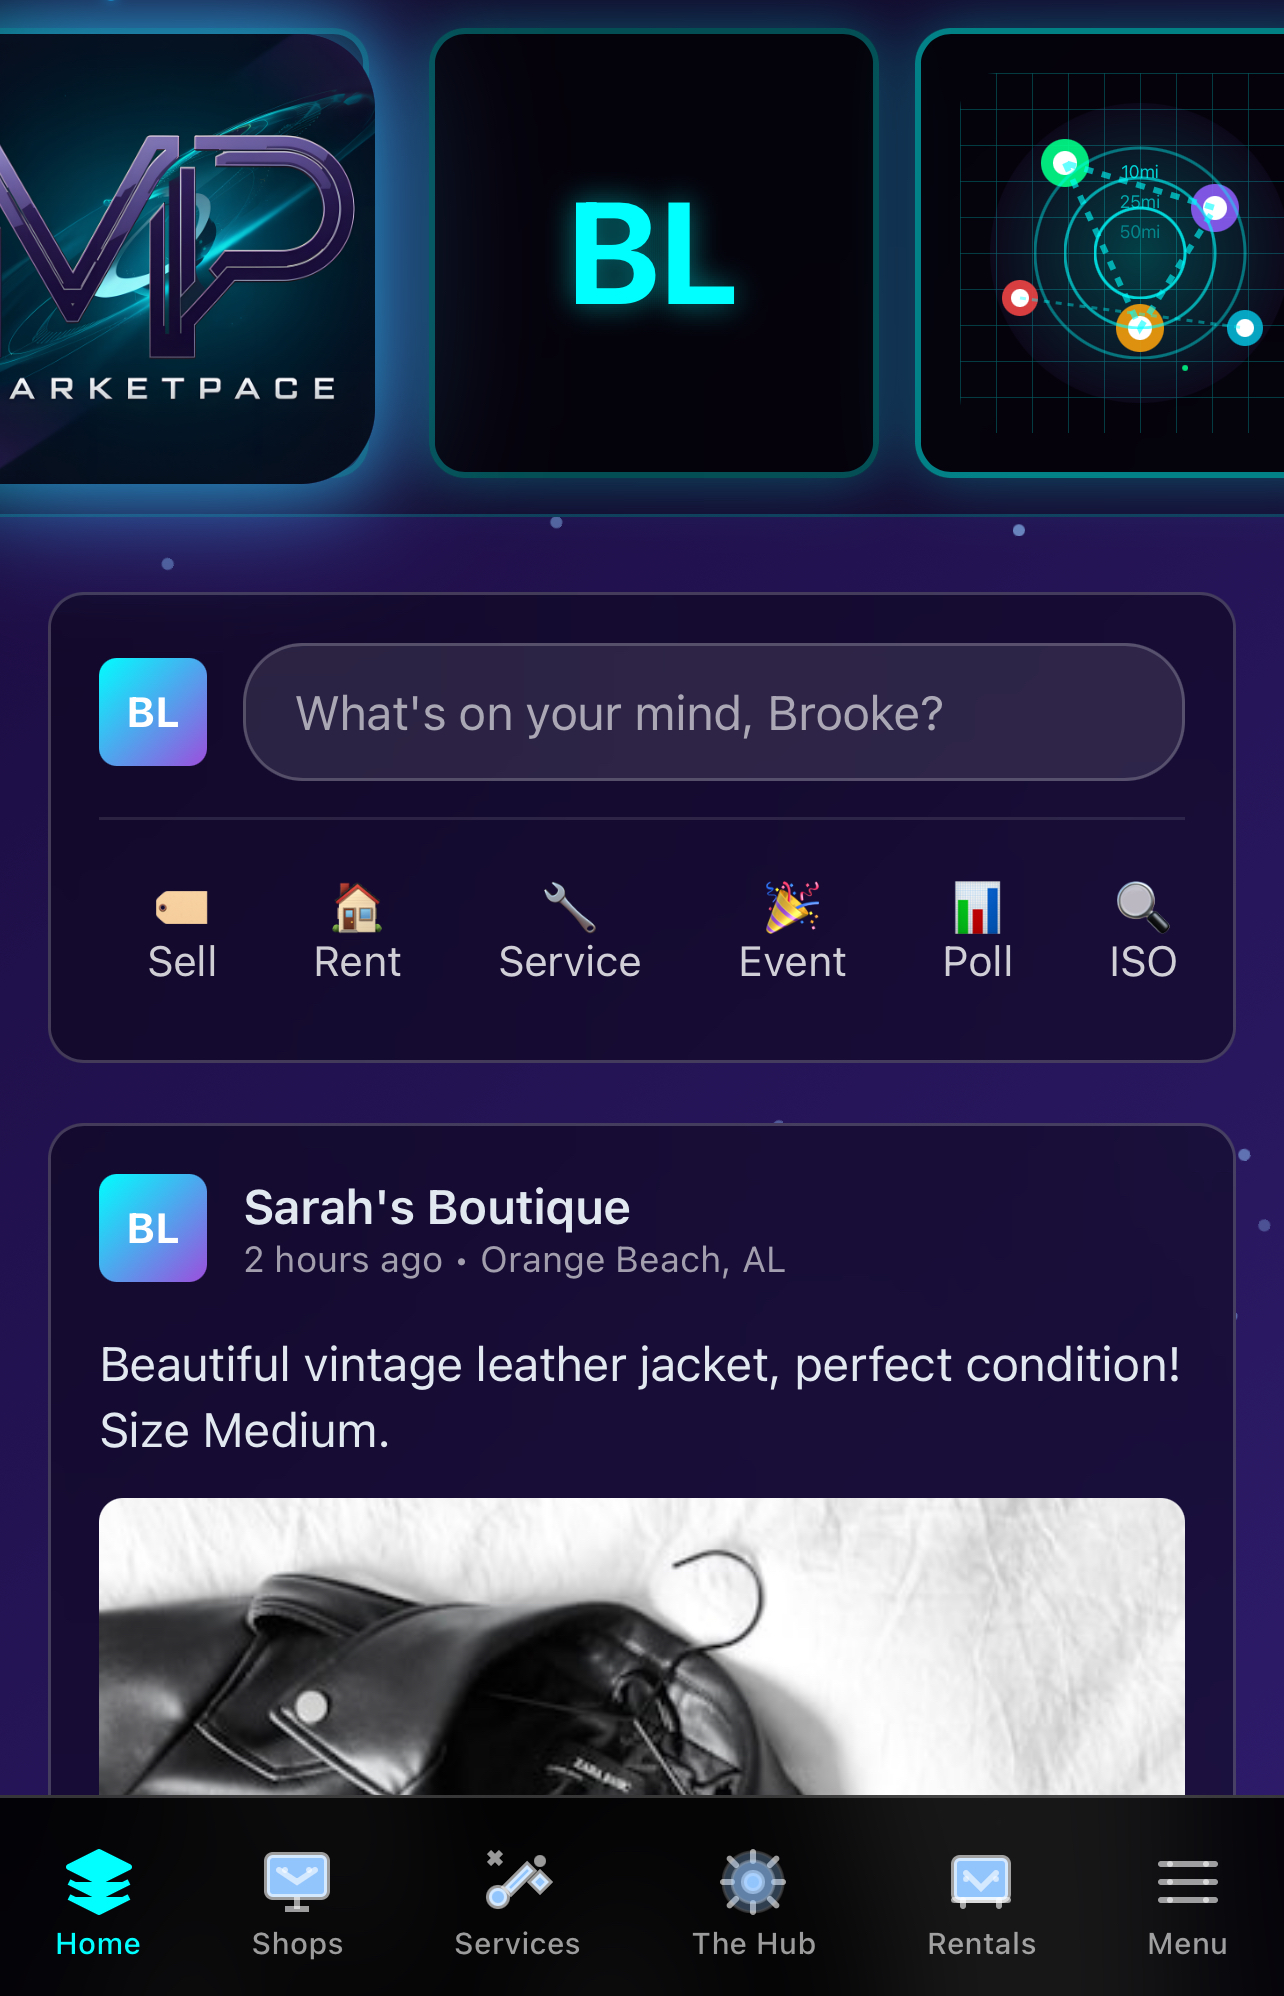 MP
ARKETPACE
BL
10mi
25mi
50mi
BL
What's on your mind, Brooke?
Sell
Rent
Service
Event
Poll
ISO
BL
Sarah's Boutique
2 hours ago • Orange Beach, AL
Beautiful vintage leather jacket, perfect condition!
Size Medium.
Home
Shops
Services
The Hub
Rentals
Menu